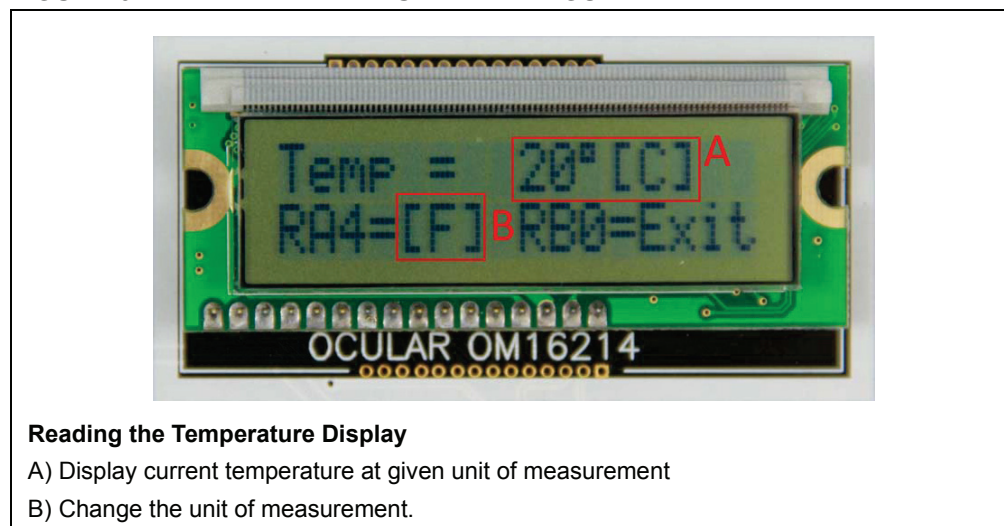 Temp = 20°[C] A
RA4=[F] B RB0=Exit
OCULAR OM16214
Reading the Temperature Display
A) Display current temperature at given unit of measurement
B) Change the unit of measurement.